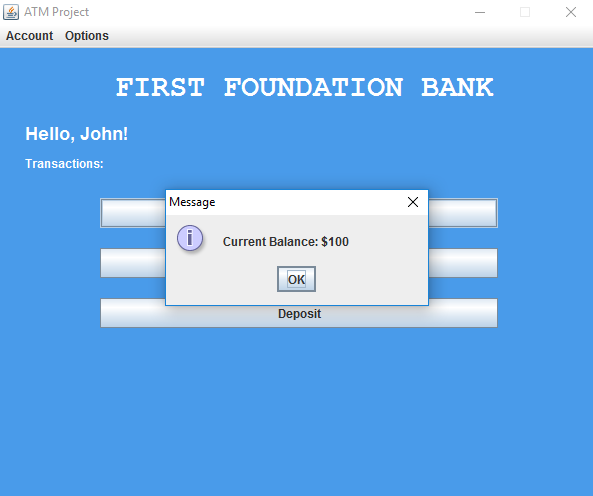 ATM Project
Account Options
FIRST FOUNDATION BANK
Hello, John!
Transactions:
Message
i
Current Balance: $100
OK
Deposit